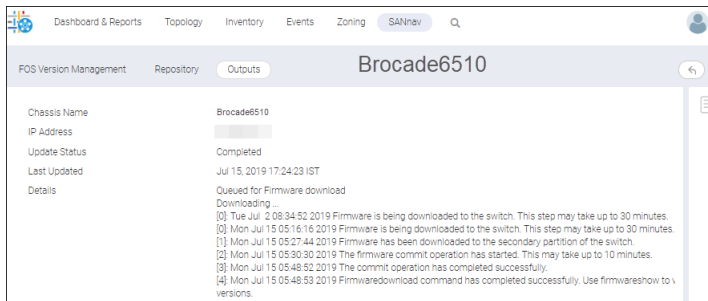 Dashboard & Reports Topology Inventory Events Zoning SANnav
FOS Version Management Repository Outputs Brocade6510
Chassis Name Brocade6510
IP Address
Update Status Completed
Last Updated Jul 15, 2019 17:24:23 IST
Details Queued for Firmware download
Downloading ...
[0]: Tue Jul 2 08:34:52 2019 Firmware is being downloaded to the switch. This step may take up to 30 minutes.
[0]: Mon Jul 15 05:16:16 2019 Firmware is being downloaded to the switch. This step may take up to 30 minutes.
[1]: Mon Jul 15 05:27:44 2019 Firmware has been downloaded to the secondary partition of the switch.
[2]: Mon Jul 15 05:30:30 2019 The firmware commit operation has started. This may take up to 10 minutes.
[3]: Mon Jul 15 05:48:52 2019 The commit operation has completed successfully.
[4]: Mon Jul 15 05:48:53 2019 Firmwaredownload command has completed successfully. Use firmwareshow to
versions.